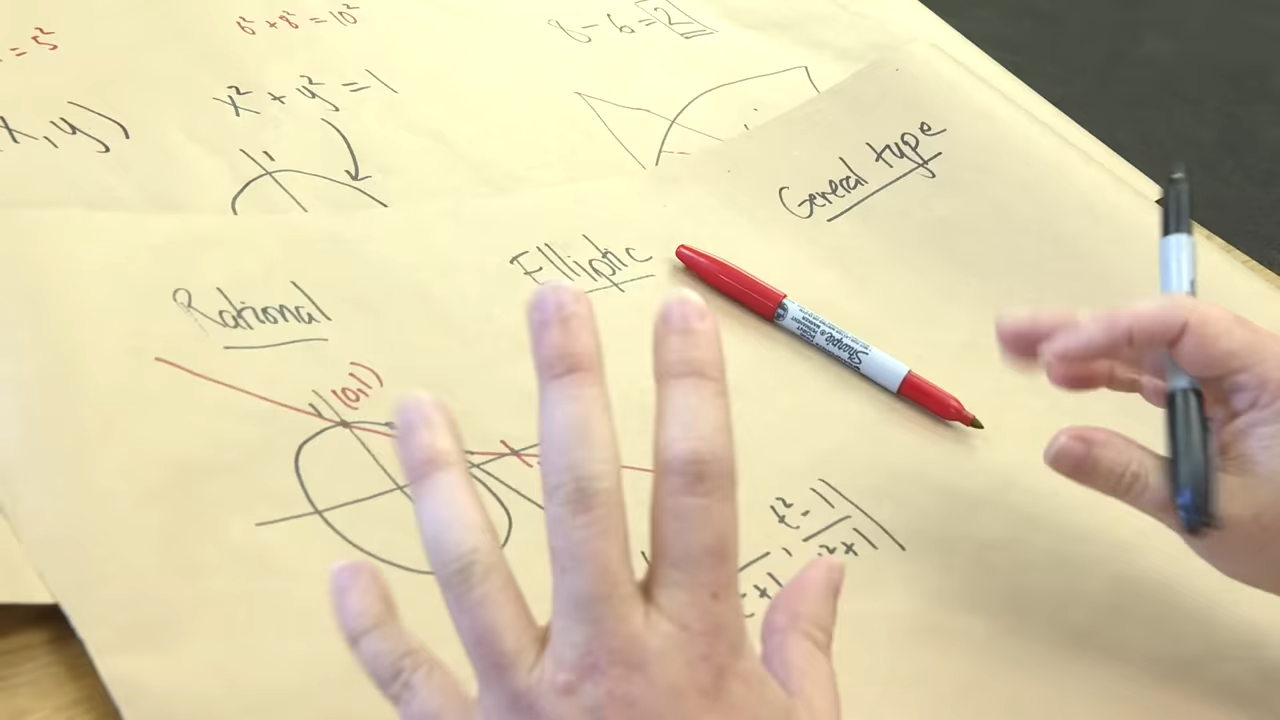 = 5²
6² + 8² = 10²
8 - 6 = 2
x² + y² = 1
x, y)
General type
Elliptic
Rational
(0,1)
Sharpie
t² - 1